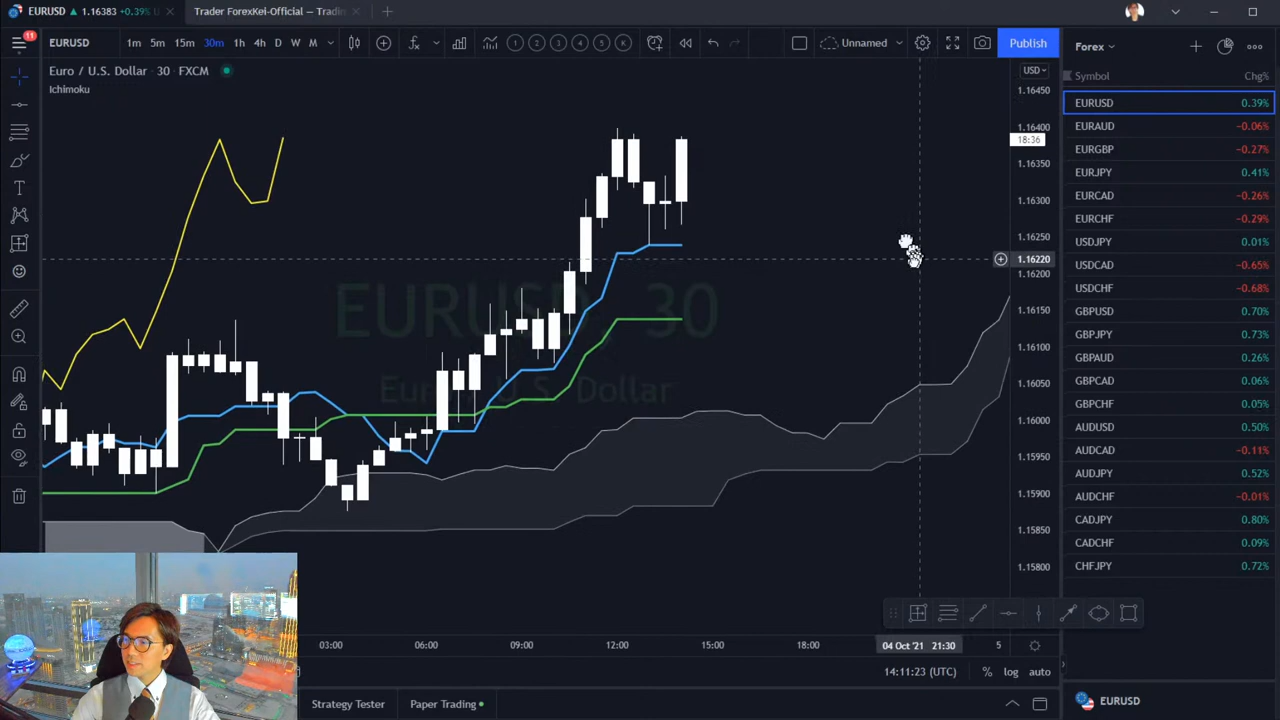 EURUSD ▲ 1.16383 +0.39%
Trader ForexKei-Official — Tradin
11
EURUSD 1m 5m 15m 30m 1h 4h D W M 1 2 3 4 5 K Unnamed Publish
Forex
Euro / U.S. Dollar · 30 · FXCM
Ichimoku
USD
Symbol Chg%
1.16450
1.16400
18:36
1.16350
1.16300
1.16250
1.16220
1.16200
1.16150
1.16100
1.16050
1.16000
1.15950
1.15900
1.15850
1.15800
EURUSD, 30
Euro / U.S. Dollar
EURUSD 0.39%
EURAUD −0.06%
EURGBP −0.27%
EURJPY 0.41%
EURCAD −0.26%
EURCHF −0.29%
USDJPY 0.01%
USDCAD −0.65%
USDCHF −0.68%
GBPUSD 0.70%
GBPJPY 0.73%
GBPAUD 0.26%
GBPCAD 0.06%
GBPCHF 0.05%
AUDUSD 0.50%
AUDCAD −0.11%
AUDJPY 0.52%
AUDCHF −0.01%
CADJPY 0.80%
CADCHF 0.09%
CHFJPY 0.72%
03:00 06:00 09:00 12:00 15:00 18:00 04 Oct '21 21:30 5
14:11:23 (UTC) % log auto
Strategy Tester Paper Trading
EURUSD